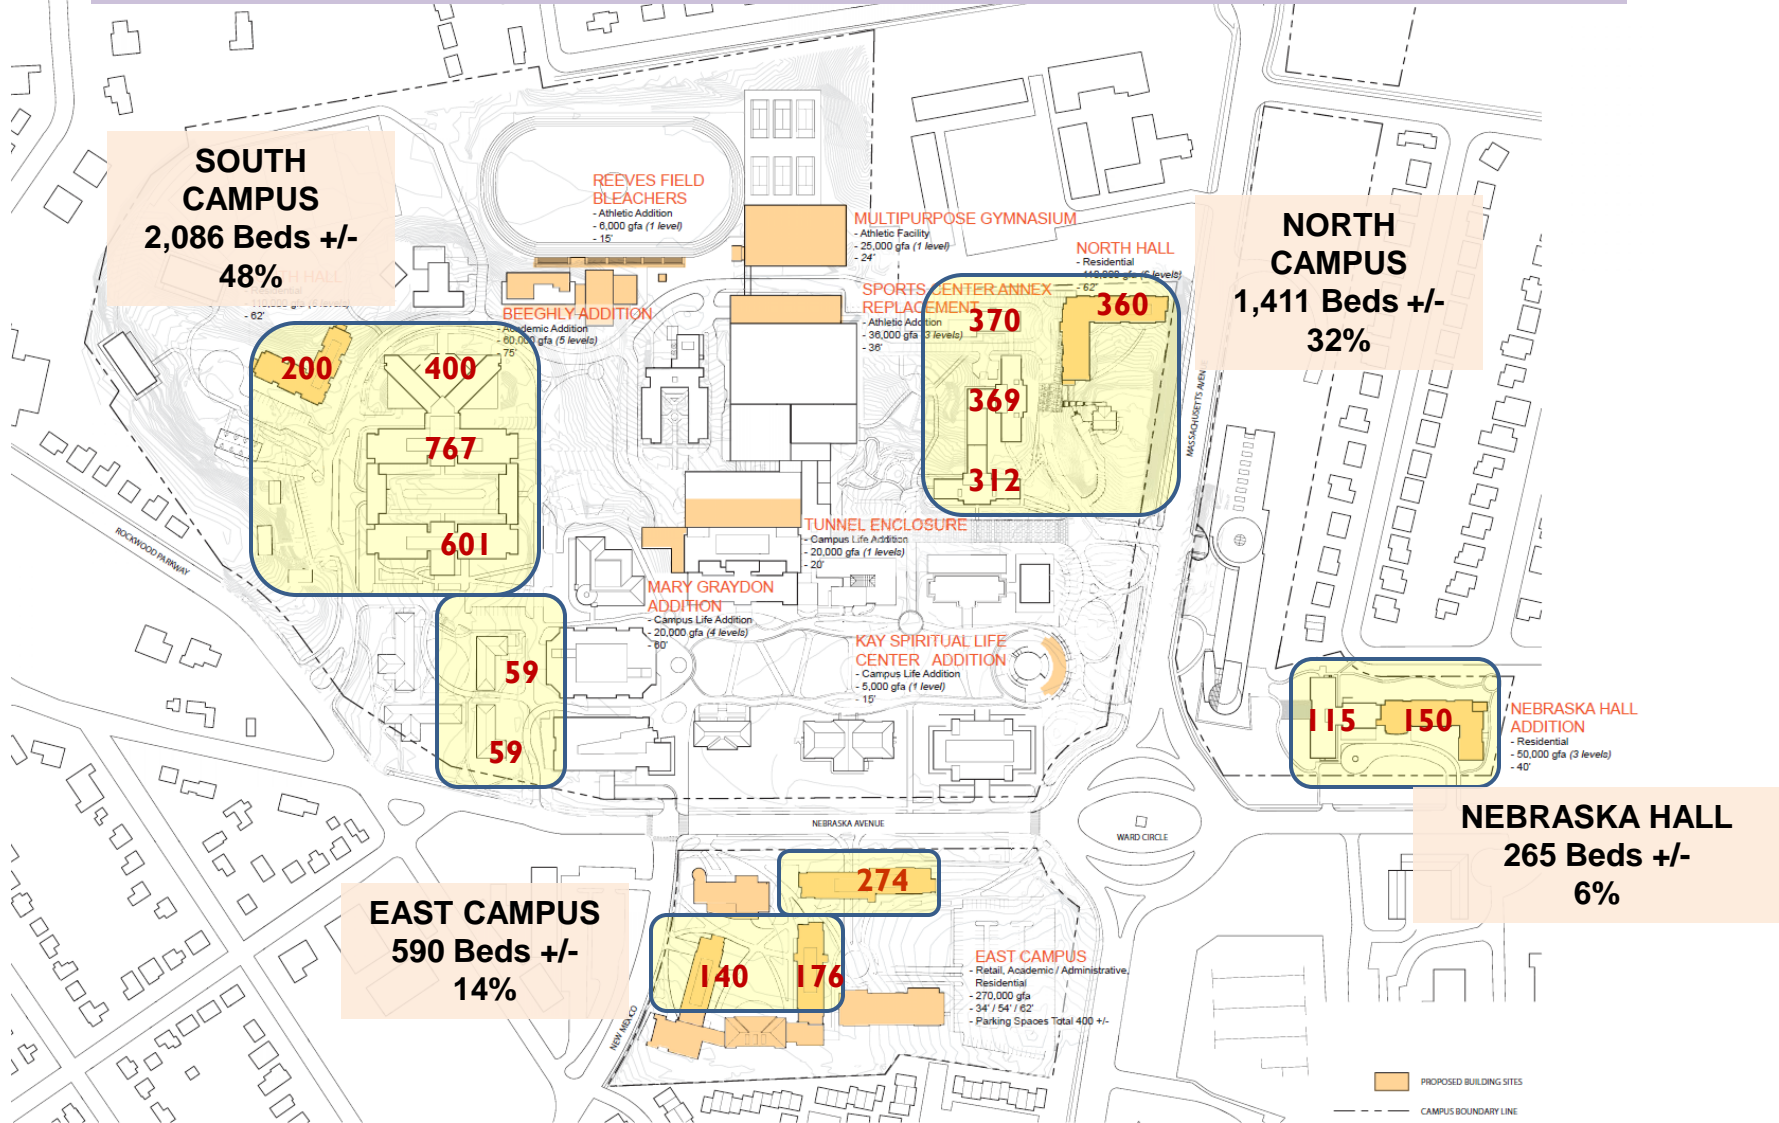 SOUTH
CAMPUS
2,086 Beds +/-
48%
- 62'
REEVES FIELD
BLEACHERS
- Athletic Addition
- 6,000 gfa (1 level)
- 15'
MULTIPURPOSE GYMNASIUM
- Athletic Facility
- 25,000 gfa (1 level)
- 24'
NORTH HALL
- Residential
- 62'
NORTH
CAMPUS
1,411 Beds +/-
32%
SPORTS CENTER ANNEX
REPLACEMENT
- Athletic Addition
- 36,000 gfa (3 levels)
- 36'
BEEGHLY ADDITION
- Academic Addition
- 60,000 gfa (5 levels)
- 75'
200
400
767
601
370
360
369
312
MASSACHUSETTS AVEN
ROCKWOOD PARKWAY
TUNNEL ENCLOSURE
- Campus Life Addition
- 20,000 gfa (1 levels)
- 20'
MARY GRAYDON
ADDITION
- Campus Life Addition
- 20,000 gfa (4 levels)
- 60'
59
59
KAY SPIRITUAL LIFE
CENTER ADDITION
- Campus Life Addition
- 5,000 gfa (1 level)
- 15'
115
150
NEBRASKA HALL
ADDITION
- Residential
- 50,000 gfa (3 levels)
- 40'
NEBRASKA HALL
265 Beds +/-
6%
NEBRASKA AVENUE
WARD CIRCLE
EAST CAMPUS
590 Beds +/-
14%
274
140
176
EAST CAMPUS
- Retail, Academic / Administrative,
Residential
- 270,000 gfa
- 34' / 54' / 62'
- Parking Spaces Total 400 +/-
NEW MEXICO
PROPOSED BUILDING SITES
CAMPUS BOUNDARY LINE